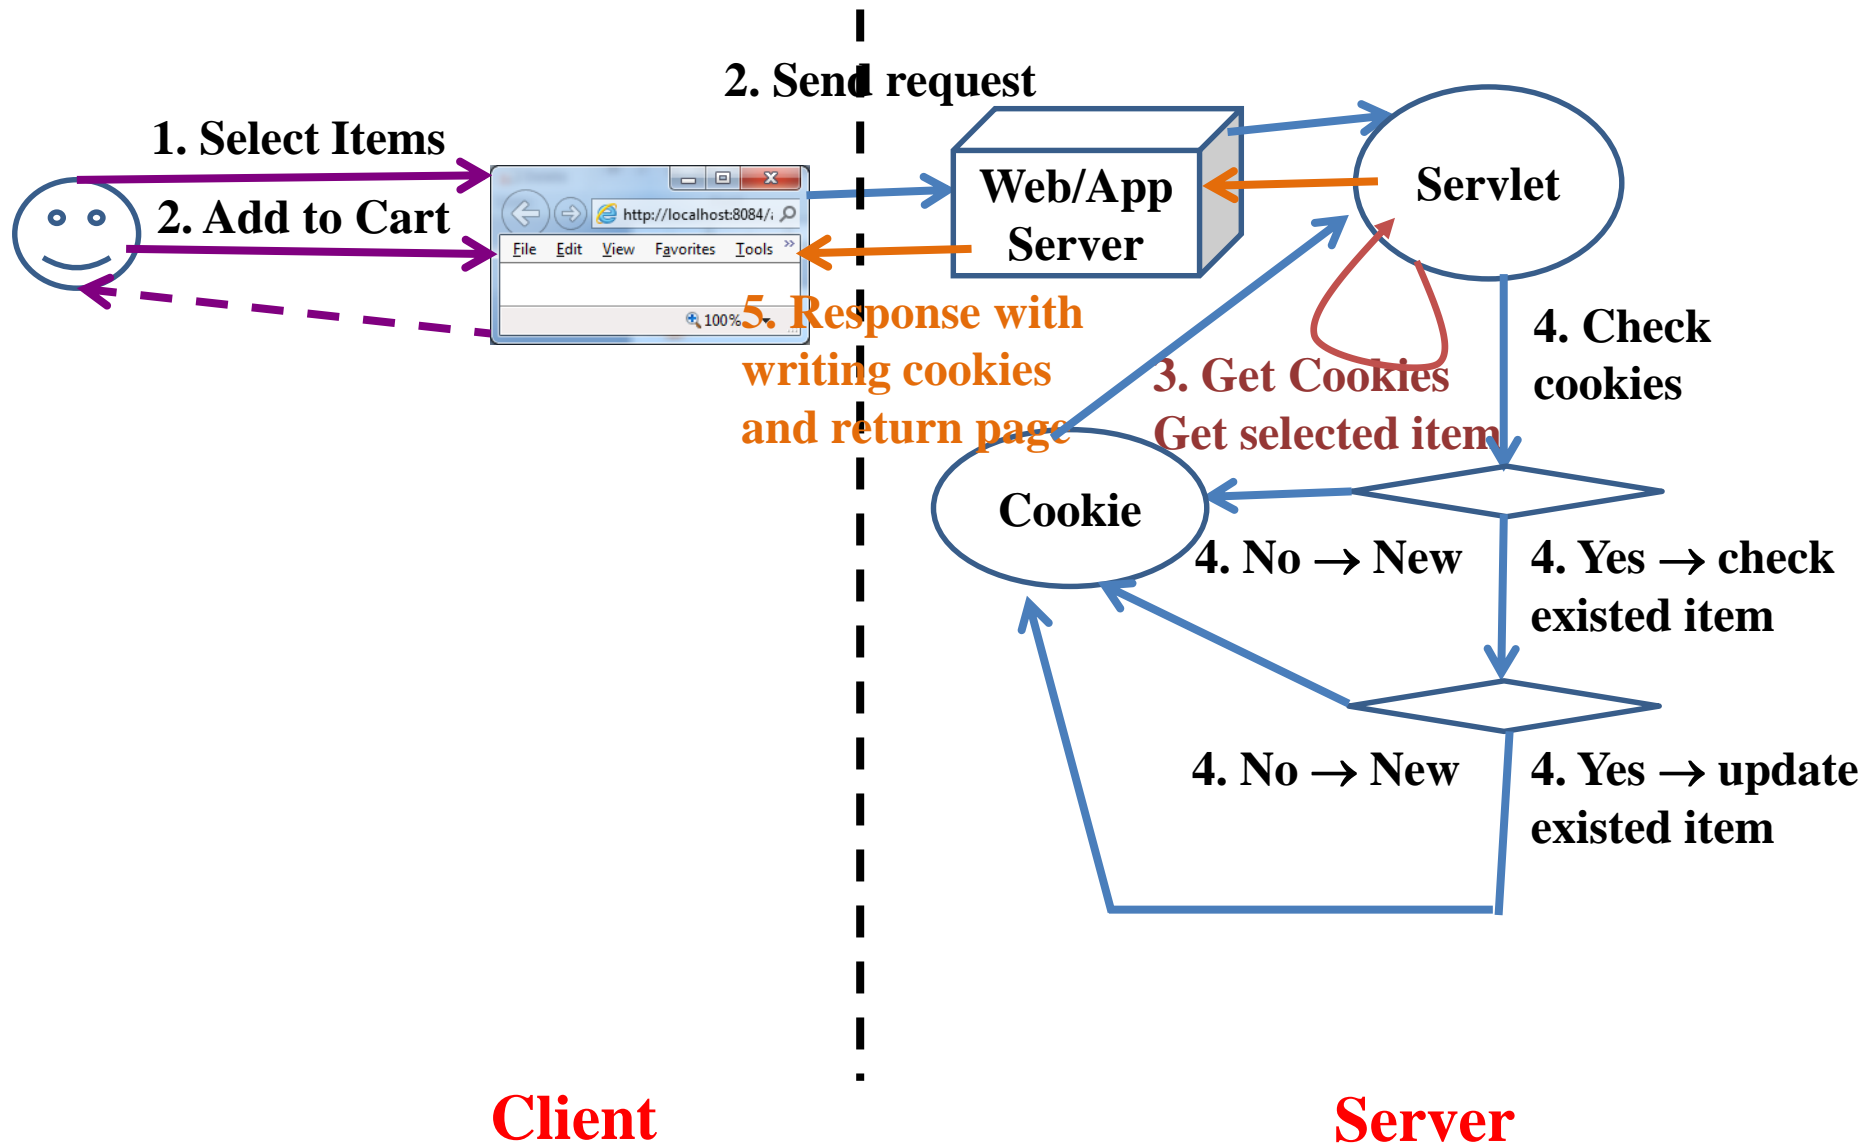 2. Send request
1. Select Items
2. Add to Cart
http://localhost:8084/
File Edit View Favorites Tools »
100%
Web/App
Server
Servlet
5. Response with
writing cookies
and return page
3. Get Cookies
Get selected item
4. Check
cookies
Cookie
4. No → New
4. Yes → check
existed item
4. No → New
4. Yes → update
existed item
Client
Server